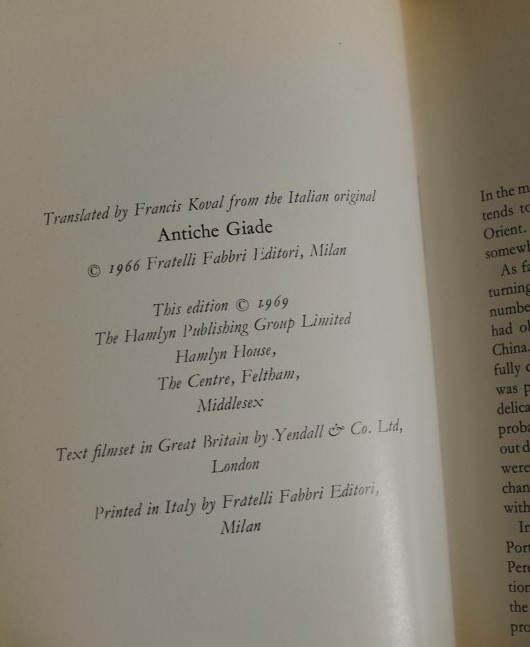 Translated by Francis Koval from the Italian original
Antiche Giade
© 1966 Fratelli Fabbri Editori, Milan
This edition © 1969
The Hamlyn Publishing Group Limited
Hamlyn House,
The Centre, Feltham,
Middlesex
Text filmset in Great Britain by Yendall & Co. Ltd,
London
Printed in Italy by Fratelli Fabbri Editori,
Milan
In the m
tends to
Orient.
somewh
As fa
turning
numbe
had ob
China.
fully c
was p
delica
proba
out d
were
chan
with
In
Port
Pere
tion
the
pro